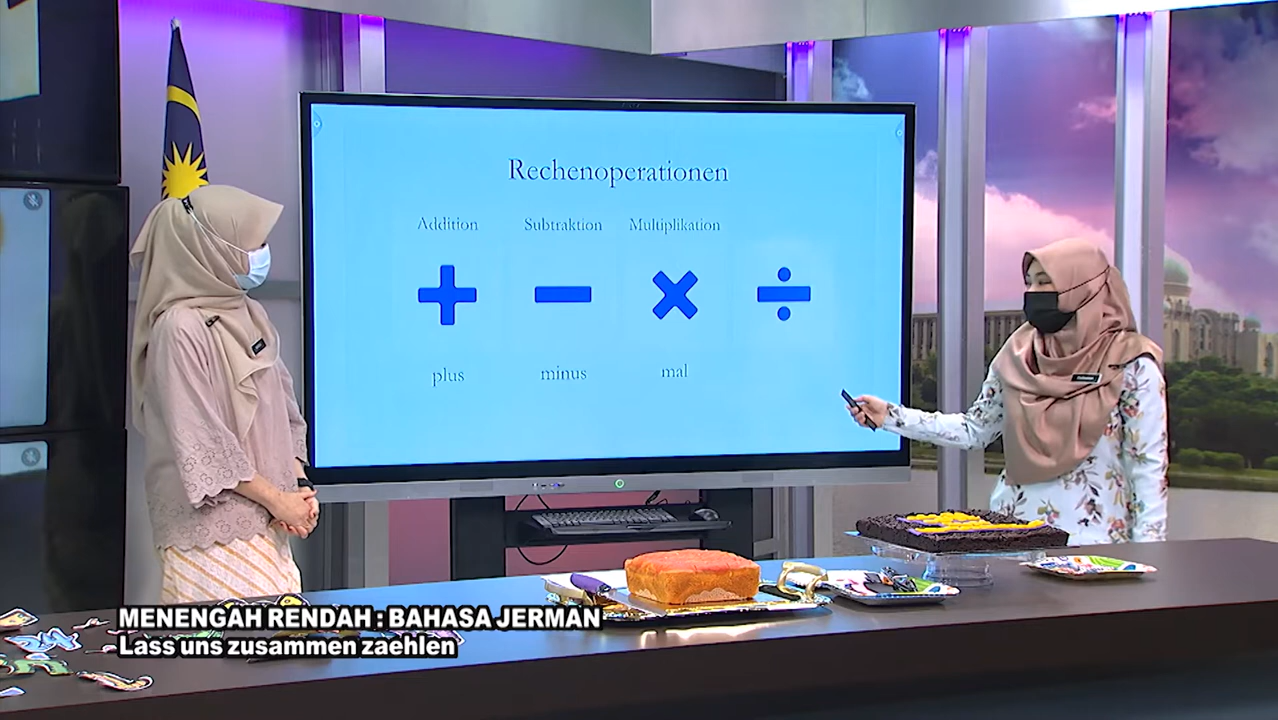 Rechenoperationen
Addition Subtraktion Multiplikation
plus minus mal
MENENGAH RENDAH : BAHASA JERMAN
Lass uns zusammen zaehlen